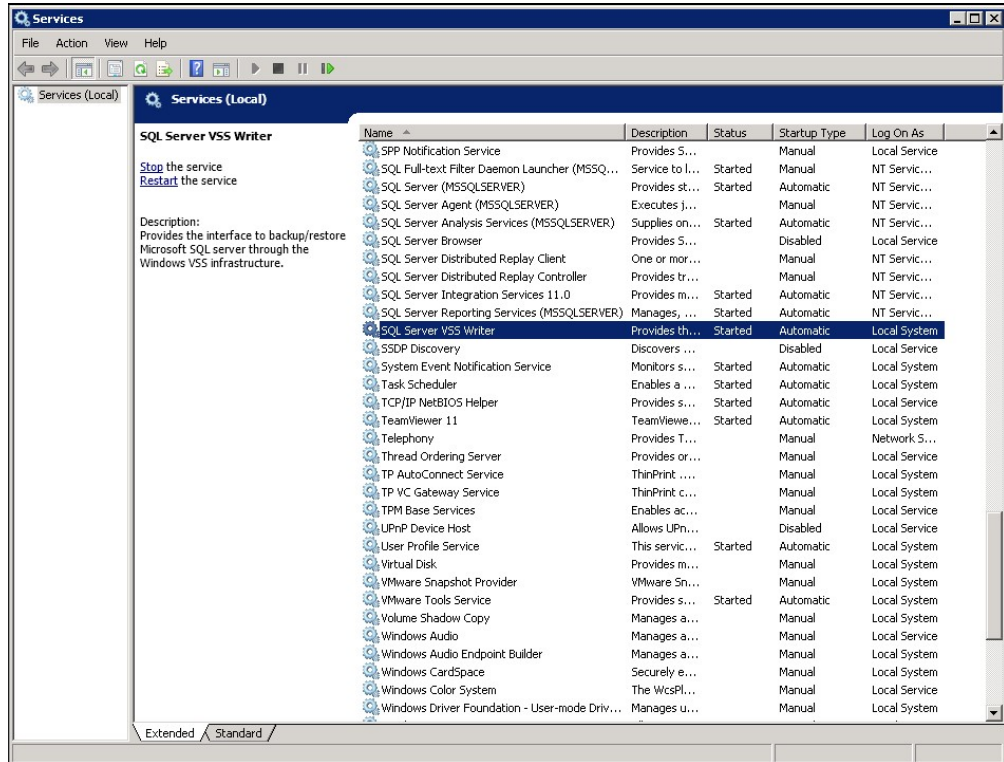 Services
File Action View Help
Services (Local)
Services (Local)
SQL Server VSS Writer
Stop the service
Restart the service
Description:
Provides the interface to backup/restore
Microsoft SQL server through the
Windows VSS infrastructure.
Name Description Status Startup Type Log On As
SPP Notification Service Provides S... Manual Local Service
SQL Full-text Filter Daemon Launcher (MSSQ... Service to l... Started Manual NT Servic...
SQL Server (MSSQLSERVER) Provides st... Started Automatic NT Servic...
SQL Server Agent (MSSQLSERVER) Executes j... Manual NT Servic...
SQL Server Analysis Services (MSSQLSERVER) Supplies on... Started Automatic NT Servic...
SQL Server Browser Provides S... Disabled Local Service
SQL Server Distributed Replay Client One or mor... Manual NT Servic...
SQL Server Distributed Replay Controller Provides tr... Manual NT Servic...
SQL Server Integration Services 11.0 Provides m... Started Automatic NT Servic...
SQL Server Reporting Services (MSSQLSERVER) Manages, ... Started Automatic NT Servic...
SQL Server VSS Writer Provides th... Started Automatic Local System
SSDP Discovery Discovers ... Disabled Local Service
System Event Notification Service Monitors s... Started Automatic Local System
Task Scheduler Enables a ... Started Automatic Local System
TCP/IP NetBIOS Helper Provides s... Started Automatic Local Service
TeamViewer 11 TeamViewe... Started Automatic Local System
Telephony Provides T... Manual Network S...
Thread Ordering Server Provides or... Manual Local Service
TP AutoConnect Service ThinPrint .... Manual Local System
TP VC Gateway Service ThinPrint c... Manual Local System
TPM Base Services Enables ac... Manual Local Service
UPnP Device Host Allows UPn... Disabled Local Service
User Profile Service This servic... Started Automatic Local System
Virtual Disk Provides m... Manual Local System
VMware Snapshot Provider VMware Sn... Manual Local System
VMware Tools Service Provides s... Started Automatic Local System
Volume Shadow Copy Manages a... Manual Local System
Windows Audio Manages a... Manual Local Service
Windows Audio Endpoint Builder Manages a... Manual Local System
Windows CardSpace Securely e... Manual Local System
Windows Color System The WcsPl... Manual Local Service
Windows Driver Foundation - User-mode Driv... Manages u... Manual Local System
Extended Standard